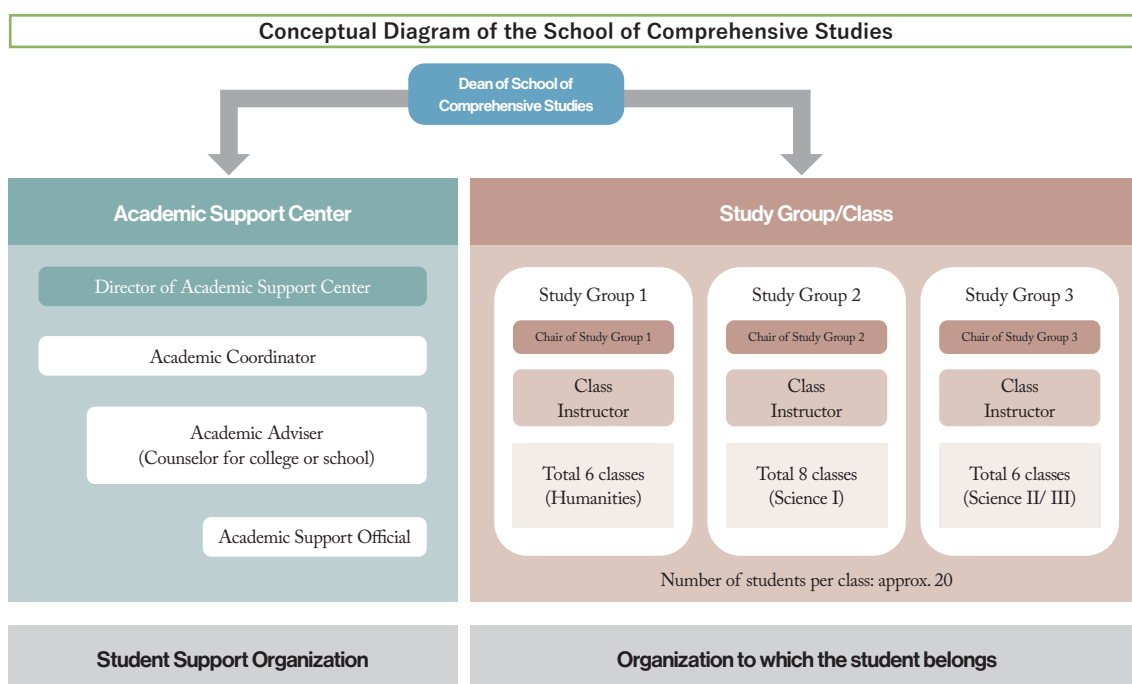 Conceptual Diagram of the School of Comprehensive Studies
Dean of School of
Comprehensive Studies
Academic Support Center
Director of Academic Support Center
Academic Coordinator
Academic Adviser
(Counselor for college or school)
Academic Support Official
Student Support Organization
Study Group/Class
Study Group 1
Chair of Study Group 1
Class
Instructor
Total 6 classes
(Humanities)
Study Group 2
Chair of Study Group 2
Class
Instructor
Total 8 classes
(Science I)
Study Group 3
Chair of Study Group 3
Class
Instructor
Total 6 classes
(Science II/ III)
Number of students per class: approx. 20
Organization to which the student belongs